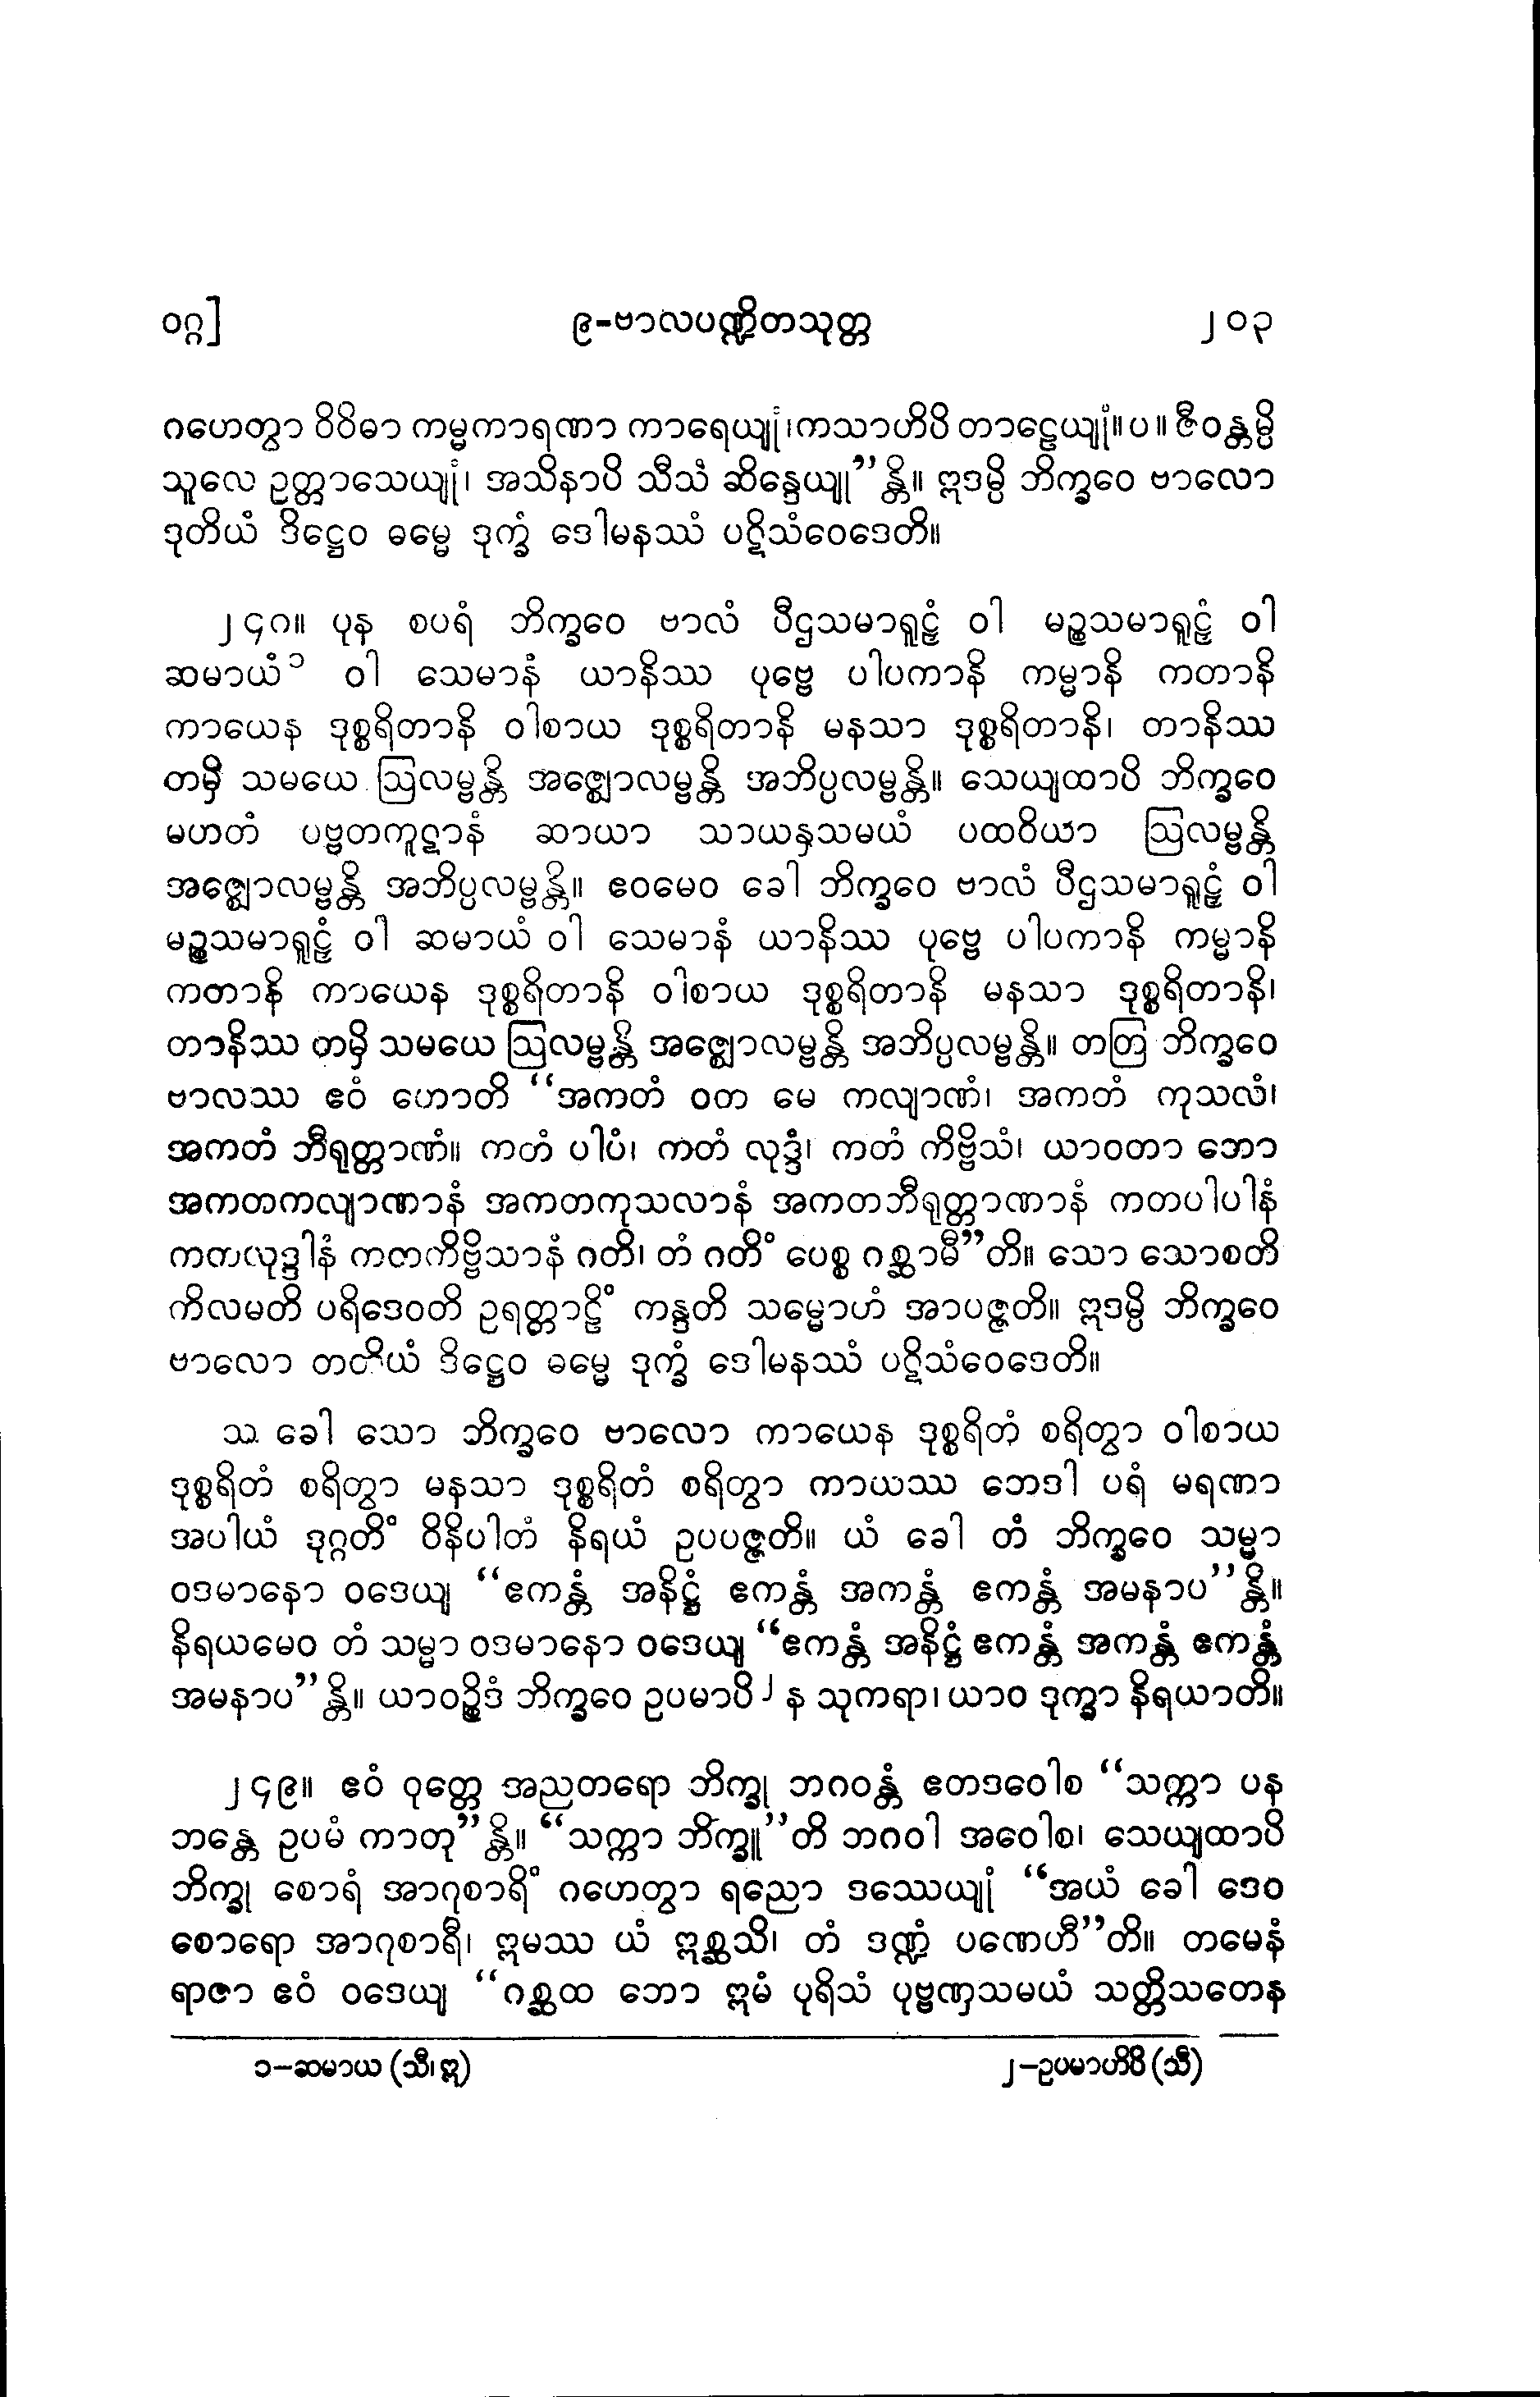 ဝဂ္ဂ] ၉-ဗာလပဏ္ဍိတသုတ္တ ၂၀၃
ဂဟေတွာ ဝိဝိဓာ ကမ္မကာရဏာ ကာရေယျုံ၊ ကသာဟိပိ တာဠေယျုံ။ ပ ။ ဇီဝန္တမ္ပိ
သူလေ ဥတ္တာသေယျုံ၊ အသိနာပိ သီသံ ဆိန္ဒေယျု”န္တိ။ ဣဒမ္ပိ ဘိက္ခဝေ ဗာလော
ဒုတိယံ ဒိဋ္ဌေဝ ဓမ္မေ ဒုက္ခံ ဒေါမနဿံ ပဋိသံဝေဒေတိ။
၂၄၈။ ပုန စပရံ ဘိက္ခဝေ ဗာလံ ပီဌသမာရူဠှံ ဝါ မဉ္စသမာရူဠှံ ဝါ
ဆမာယံ၁ ဝါ သေမာနံ ယာနိဿ ပုဗ္ဗေ ပါပကာနိ ကမ္မာနိ ကတာနိ
ကာယေန ဒုစ္စရိတာနိ ဝါစာယ ဒုစ္စရိတာနိ မနသာ ဒုစ္စရိတာနိ၊ တာနိဿ
တမှိ သမယေ ဩလမ္ဗန္တိ အဇ္ဈောလမ္ဗန္တိ အဘိပ္ပလမ္ဗန္တိ။ သေယျထာပိ ဘိက္ခဝေ
မဟတံ ပဗ္ဗတကူဋာနံ ဆာယာ သာယနှသမယံ ပထဝိယာ ဩလမ္ဗန္တိ
အဇ္ဈောလမ္ဗန္တိ အဘိပ္ပလမ္ဗန္တိ။ ဧဝမေဝ ခေါ ဘိက္ခဝေ ဗာလံ ပီဌသမာရူဠှံ ဝါ
မဉ္စသမာရူဠှံ ဝါ ဆမာယံ ဝါ သေမာနံ ယာနိဿ ပုဗ္ဗေ ပါပကာနိ ကမ္မာနိ
ကတာနိ ကာယေန ဒုစ္စရိတာနိ ဝါစာယ ဒုစ္စရိတာနိ မနသာ ဒုစ္စရိတာနိ၊
တာနိဿ တမှိ သမယေ ဩလမ္ဗန္တိ အဇ္ဈောလမ္ဗန္တိ အဘိပ္ပလမ္ဗန္တိ။ တတြ ဘိက္ခဝေ
ဗာလဿ ဧဝံ ဟောတိ “အကတံ ဝတ မေ ကလျာဏံ၊ အကတံ ကုသလံ၊
အကတံ ဘီရုတ္တာဏံ။ ကတံ ပါပံ၊ ကတံ လုဒ္ဒံ၊ ကတံ ကိဗ္ဗိသံ၊ ယာဝတာ ဘော
အကတကလျာဏာနံ အကတကုသလာနံ အကတဘီရုတ္တာဏာနံ ကတပါပါနံ
ကတလုဒ္ဒါနံ ကတကိဗ္ဗိသာနံ ဂတိ၊ တံ ဂတိံ ပေစ္စ ဂစ္ဆာမီ”တိ။ သော သောစတိ
ကိလမတိ ပရိဒေဝတိ ဥရတ္တာဠိံ ကန္ဒတိ သမ္မောဟံ အာပဇ္ဇတိ။ ဣဒမ္ပိ ဘိက္ခဝေ
ဗာလော တတိယံ ဒိဋ္ဌေဝ ဓမ္မေ ဒုက္ခံ ဒေါမနဿံ ပဋိသံဝေဒေတိ။
သ ခေါ သော ဘိက္ခဝေ ဗာလော ကာယေန ဒုစ္စရိတံ စရိတွာ ဝါစာယ
ဒုစ္စရိတံ စရိတွာ မနသာ ဒုစ္စရိတံ စရိတွာ ကာယဿ ဘေဒါ ပရံ မရဏာ
အပါယံ ဒုဂ္ဂတိံ ဝိနိပါတံ နိရယံ ဥပပဇ္ဇတိ။ ယံ ခေါ တံ ဘိက္ခဝေ သမ္မာ
ဝဒမာနော ဝဒေယျ “ဧကန္တံ အနိဋ္ဌံ ဧကန္တံ အကန္တံ ဧကန္တံ အမနာပ”န္တိ။
နိရယမေဝ တံ သမ္မာ ဝဒမာနော ဝဒေယျ “ဧကန္တံ အနိဋ္ဌံ ဧကန္တံ အကန္တံ ဧကန္တံ
အမနာပ”န္တိ။ ယာဝဉ္စိဒံ ဘိက္ခဝေ ဥပမာပိ၂ န သုကရာ၊ ယာဝ ဒုက္ခာ နိရယာတိ။
၂၄၉။ ဧဝံ ဝုတ္တေ အညတရော ဘိက္ခု ဘဂဝန္တံ ဧတဒဝေါစ “သက္ကာ ပန
ဘန္တေ ဥပမံ ကာတု”န္တိ။ “သက္ကာ ဘိက္ခူ”တိ ဘဂဝါ အဝေါစ၊ သေယျထာပိ
ဘိက္ခု စောရံ အာဂုစာရိံ ဂဟေတွာ ရညော ဒဿေယျုံ “အယံ ခေါ ဒေဝ
စောရော အာဂုစာရီ၊ ဣမဿ ယံ ဣစ္ဆသိ၊ တံ ဒဏ္ဍံ ပဏေဟီ”တိ။ တမေနံ
ရာဇာ ဧဝံ ဝဒေယျ “ဂစ္ဆထ ဘော ဣမံ ပုရိသံ ပုဗ္ဗဏှသမယံ သတ္တိသတေန
၁-ဆမာယ (သီ၊ ဣ) ၂-ဥပမာဟိပိ (သီ)